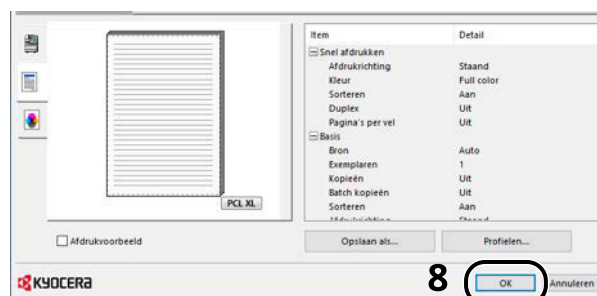 Item Detail
Snel afdrukken
Afdrukrichting Staand
Kleur Full color
Sorteren Aan
Duplex Uit
Pagina's per vel Uit
Basis
Bron Auto
Exemplaren 1
Kopieën Uit
Batch kopieën Uit
Sorteren Aan
Afdrukrichting Staand
PCL XL
Afdrukvoorbeeld Opslaan als... Profielen...
KYOCERA 8 OK Annuleren